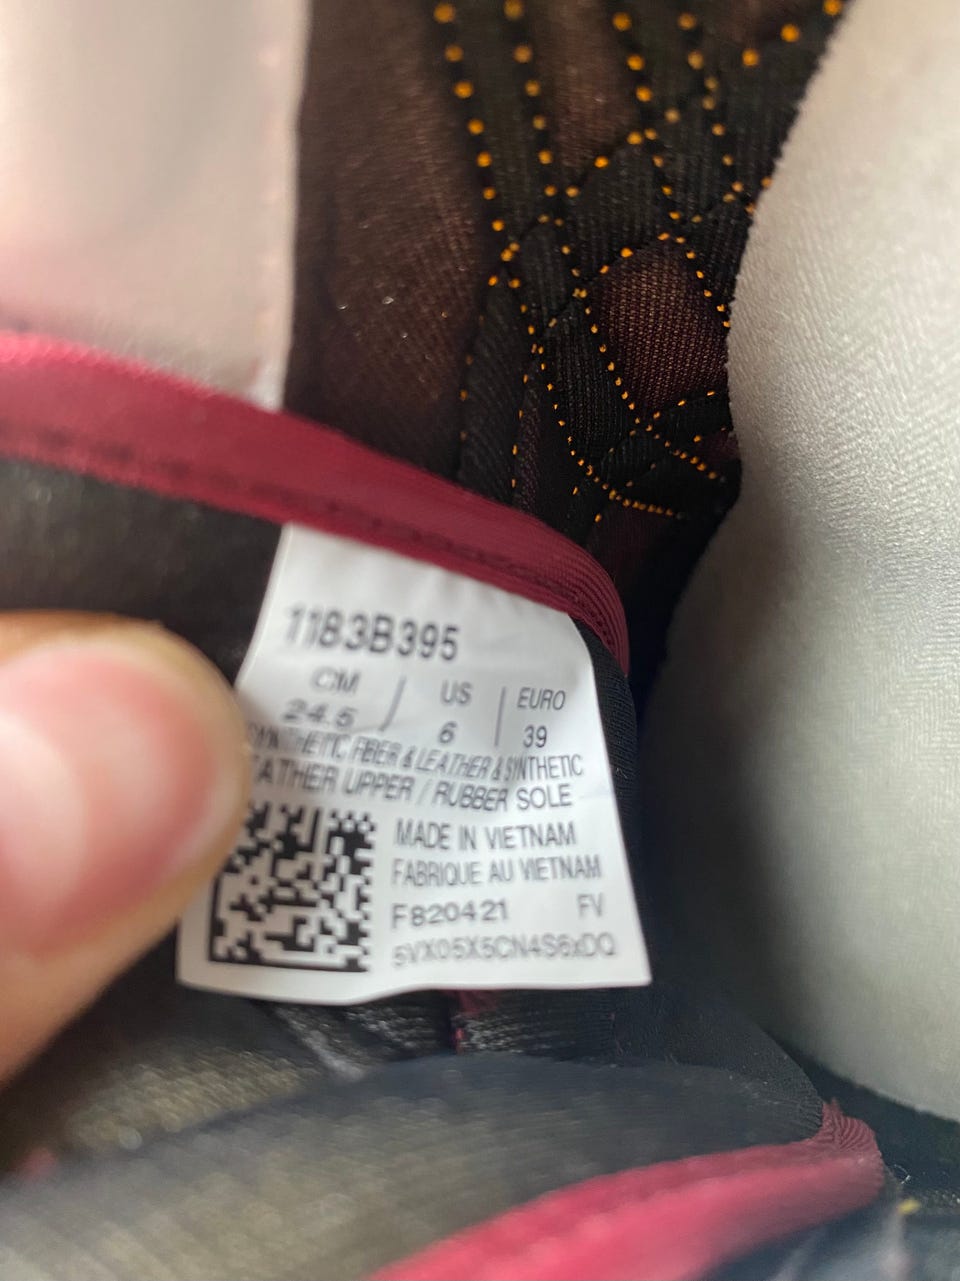 1183B395
CM / US | EURO
24.5 6 39
SYNTHETIC FIBER & LEATHER & SYNTHETIC
EATHER UPPER / RUBBER SOLE
MADE IN VIETNAM
FABRIQUE AU VIETNAM
F820421 FV
5VX05X5CN4S6xDQ